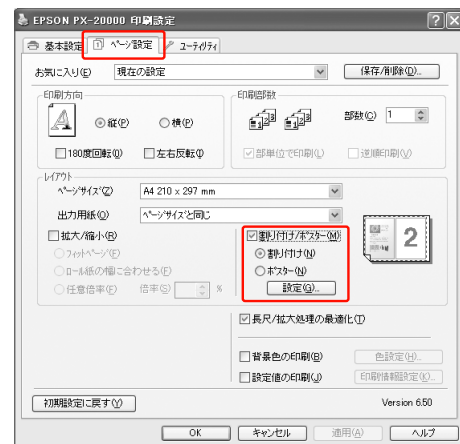 EPSON PX-20000 印刷設定
基本設定 ページ設定 ユーティリティ
お気に入り(E) 現在の設定 保存/削除(D)...
印刷方向
縦(P) 横(A)
180度回転(0) 左右反転(I)
印刷部数
部数(C) 1
部単位で印刷(L) 逆順印刷(V)
レイアウト
ページサイズ(Z) A4 210 x 297 mm
出力用紙(O) ページサイズと同じ
拡大/縮小(R)
フィットページ(F)
ロール紙の幅に合わせる(E)
任意倍率(F) 倍率(S) %
割り付け/ポスター(M)
割り付け(N)
ポスター(N)
設定(G)...
2
長尺/拡大処理の最適化(T)
背景色の印刷(B) 色設定(H)...
設定値の印刷(J) 印刷情報設定(K)...
初期設定に戻す(Y) Version 6.50
OK キャンセル 適用(A) ヘルプ